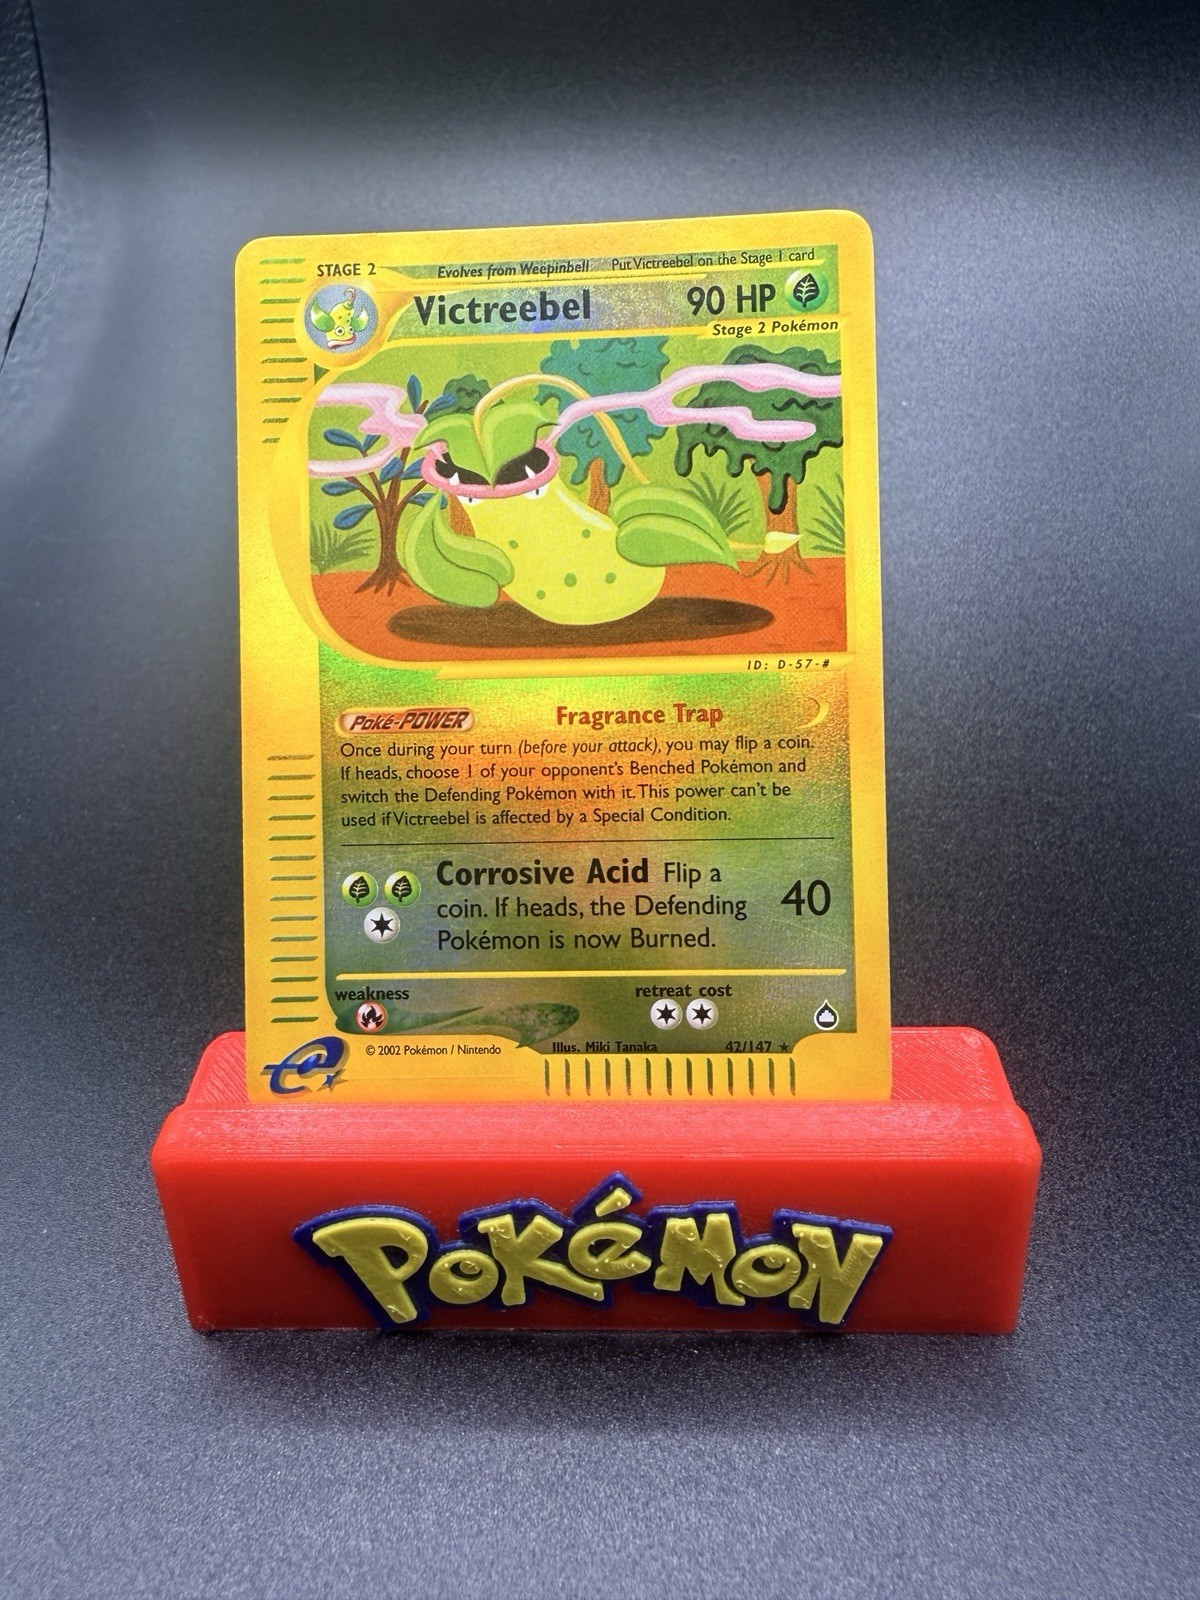 STAGE 2 Evolves from Weepinbell Put Victreebel on the Stage 1 card
Victreebel 90 HP
Stage 2 Pokémon
ID: D-57-#
Poké-POWER Fragrance Trap
Once during your turn (before your attack), you may flip a coin.
If heads, choose 1 of your opponent's Benched Pokémon and
switch the Defending Pokémon with it. This power can't be
used if Victreebel is affected by a Special Condition.
Corrosive Acid Flip a
coin. If heads, the Defending 40
Pokémon is now Burned.
weakness retreat cost
e © 2002 Pokémon / Nintendo Illus. Miki Tanaka 42/147 ★
POKéMON